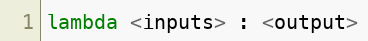 1 lambda <inputs> : <output>